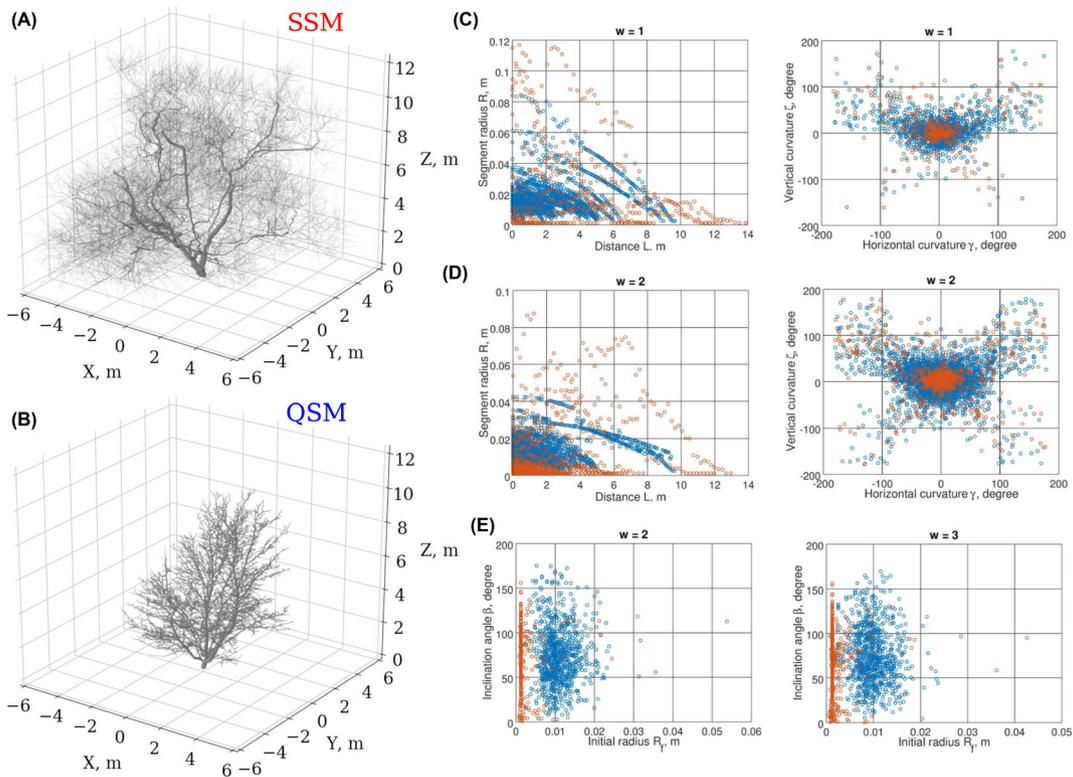 (A)
SSM
12
10
8
6
4
2
0
Z, m
−6
−4
−2
0
2
4
6
X, m
−6
−4
−2
0
2
4
6
Y, m
(B)
QSM
12
10
8
6
4
2
0
Z, m
−6
−4
−2
0
2
4
6
X, m
−6
−4
−2
0
2
4
6
Y, m
(C)
w = 1
Segment radius R, m
0.12
0.1
0.08
0.06
0.04
0.02
0
0 2 4 6 8 10 12 14
Distance L, m
w = 1
Vertical curvature ζ, degree
200
100
0
-100
-200
-200 -100 0 100 200
Horizontal curvature γ, degree
(D)
w = 2
Segment radius R, m
0.1
0.08
0.06
0.04
0.02
0
0 2 4 6 8 10 12 14
Distance L, m
w = 2
Vertical curvature ζ, degree
200
100
0
-100
-200
-200 -100 0 100 200
Horizontal curvature γ, degree
(E)
w = 2
Inclination angle β, degree
200
150
100
50
0
0 0.01 0.02 0.03 0.04 0.05 0.06
Initial radius R_f, m
w = 3
Inclination angle β, degree
200
150
100
50
0
0 0.01 0.02 0.03 0.04 0.05
Initial radius R_f, m